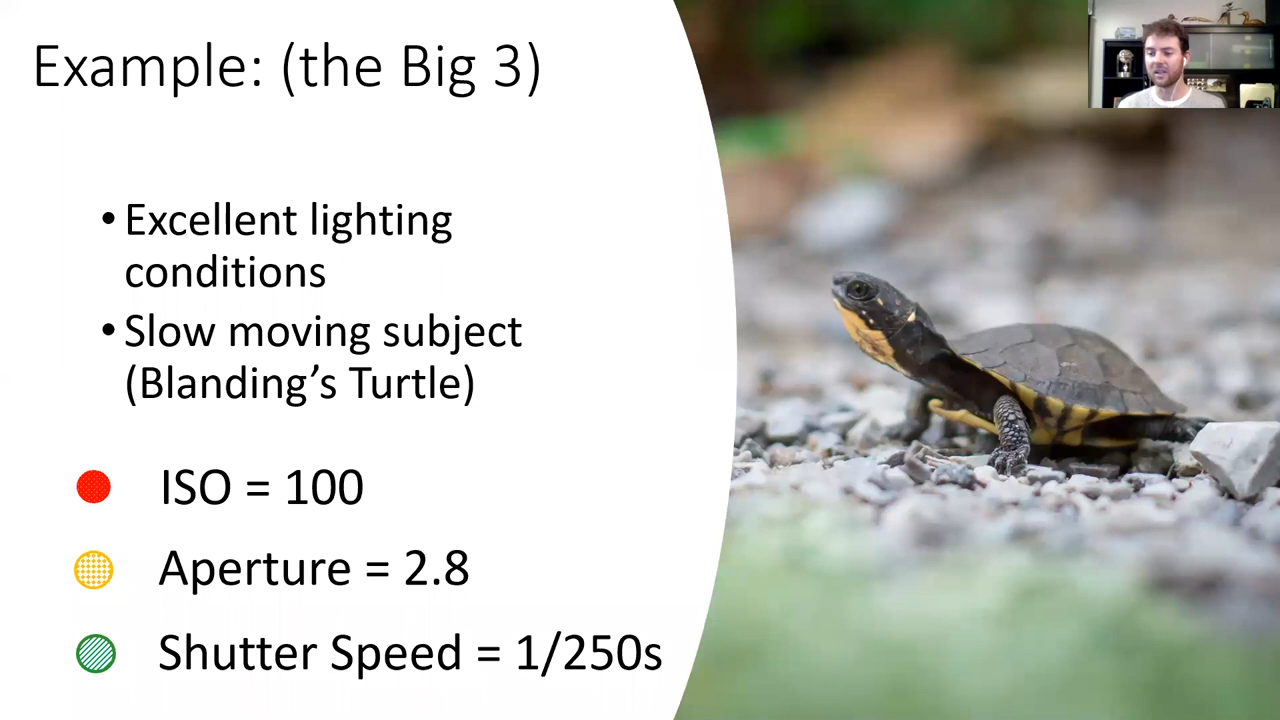 Example: (the Big 3)
• Excellent lighting
conditions
• Slow moving subject
(Blanding’s Turtle)
ISO = 100
Aperture = 2.8
Shutter Speed = 1/250s